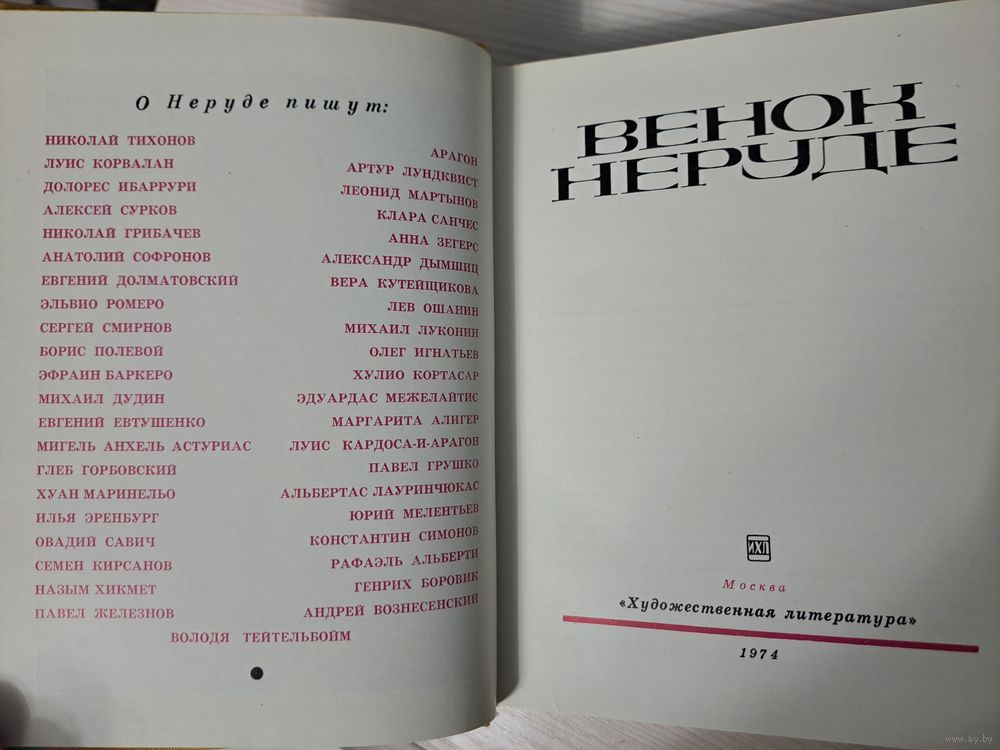 О Неруде пишут:
НИКОЛАЙ ТИХОНОВ
ЛУИС КОРВАЛАН
ДОЛОРЕС ИБАРРУРИ
АЛЕКСЕЙ СУРКОВ
НИКОЛАЙ ГРИБАЧЕВ
АНАТОЛИЙ СОФРОНОВ
ЕВГЕНИЙ ДОЛМАТОВСКИЙ
ЭЛЬВИО РОМЕРО
СЕРГЕЙ СМИРНОВ
БОРИС ПОЛЕВОЙ
ЭФРАИН БАРКЕРО
МИХАИЛ ДУДИН
ЕВГЕНИЙ ЕВТУШЕНКО
МИГЕЛЬ АНХЕЛЬ АСТУРИАС
ГЛЕБ ГОРБОВСКИЙ
ХУАН МАРИНЕЛЬО
ИЛЬЯ ЭРЕНБУРГ
ОВАДИЙ САВИЧ
СЕМЕН КИРСАНОВ
НАЗЫМ ХИКМЕТ
ПАВЕЛ ЖЕЛЕЗНОВ
АРАГОН
АРТУР ЛУНДКВИСТ
ЛЕОНИД МАРТЫНОВ
КЛАРА САНЧЕС
АННА ЗЕГЕРС
АЛЕКСАНДР ДЫМШИЦ
ВЕРА КУТЕЙЩИКОВА
ЛЕВ ОШАНИН
МИХАИЛ ЛУКОНИН
ОЛЕГ ИГНАТЬЕВ
ХУЛИО КОРТАСАР
ЭДУАРДАС МЕЖЕЛАЙТИС
МАРГАРИТА АЛИГЕР
ЛУИС КАРДОСА-И-АРАГОН
ПАВЕЛ ГРУШКО
АЛЬБЕРТАС ЛАУРИНЧЮКАС
ЮРИЙ МЕЛЕНТЬЕВ
КОНСТАНТИН СИМОНОВ
РАФАЭЛЬ АЛЬБЕРТИ
ГЕНРИХ БОРОВИК
АНДРЕЙ ВОЗНЕСЕНСКИЙ
ВОЛОДЯ ТЕЙТЕЛЬБОЙМ
ВЕНОК
НЕРУДЕ
ИХЛ
Москва
«Художественная литература»
1974
www.ay.by